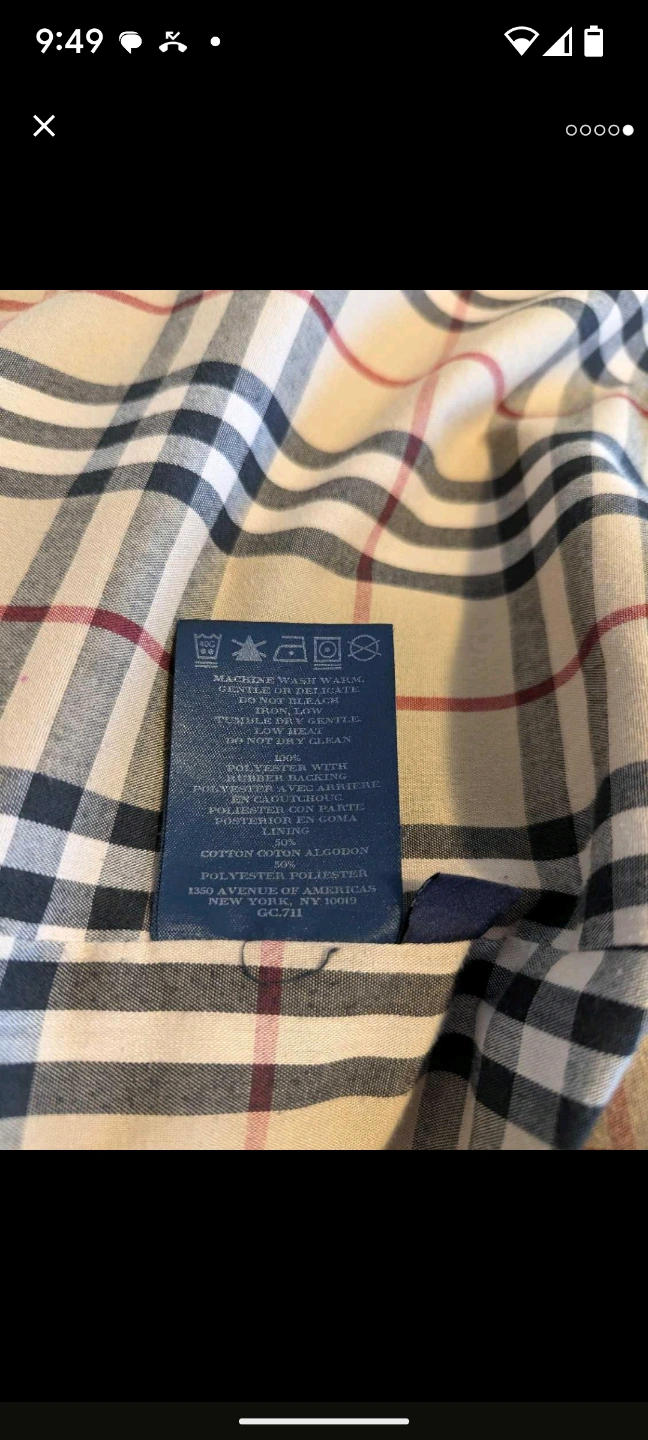 9:49
40C
MACHINE WASH WARM,
GENTLE OR DELICATE
DO NOT BLEACH
IRON, LOW
TUMBLE DRY GENTLE,
LOW HEAT
DO NOT DRY CLEAN
100%
POLYESTER WITH
RUBBER BACKING
POLYESTER AVEC ARRIERE
EN CAOUTCHOUC
POLIESTER CON PARTE
POSTERIOR EN GOMA
LINING
50%
COTTON COTON ALGODON
50%
POLYESTER POLIESTER
1350 AVENUE OF AMERICAS
NEW YORK, NY 10019
GC.711